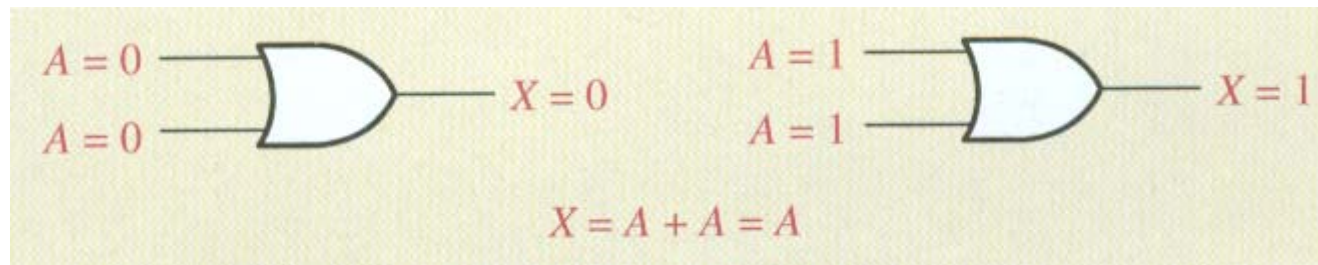 A = 0
A = 0
X = 0
A = 1
A = 1
X = 1
X = A + A = A